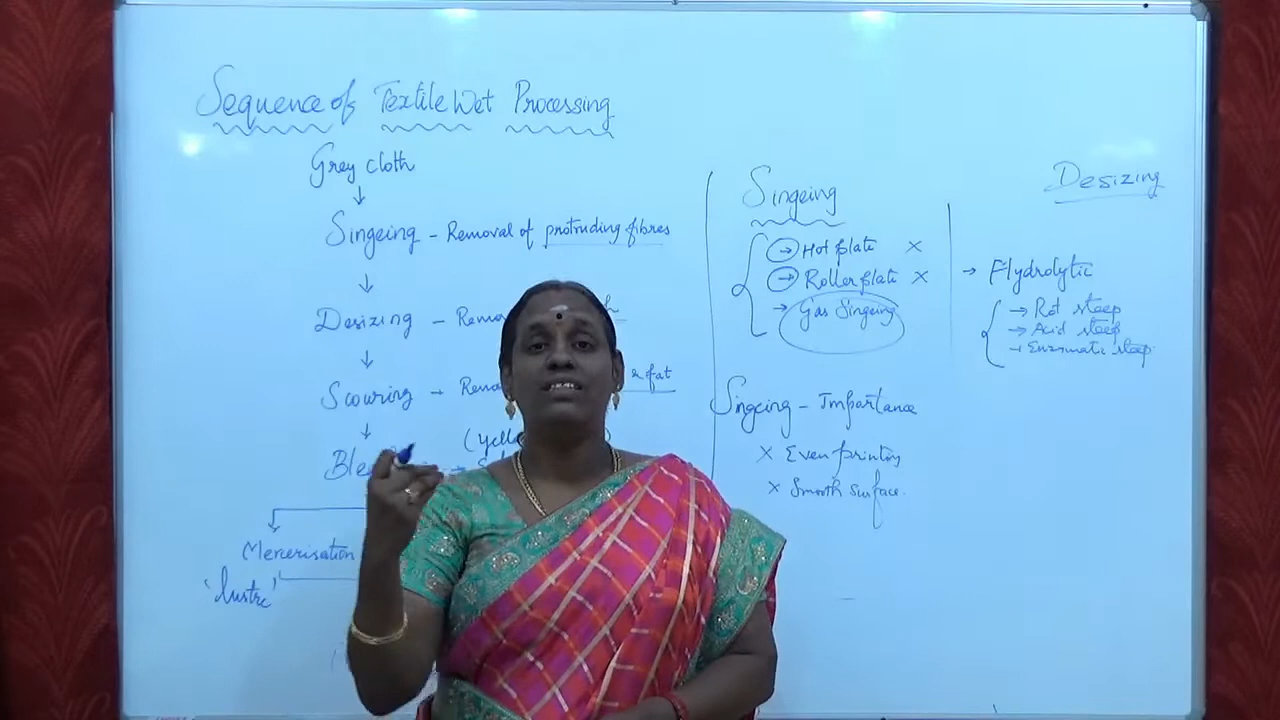 Sequence of Textile Wet Processing
Grey cloth
↓
Singeing - Removal of protruding fibres
↓
Desizing -
↓
Scouring → & fat
↓
Mercerisation
'lustre'
Singeing
→ Hot plate ×
→ Roller plate ×
→ Gas Singeing
Singeing - Importance
× Even printing
× Smooth surface.
Desizing
→ Hydrolytic
→ Rot steep
→ Acid steep
→ Enzymatic steep